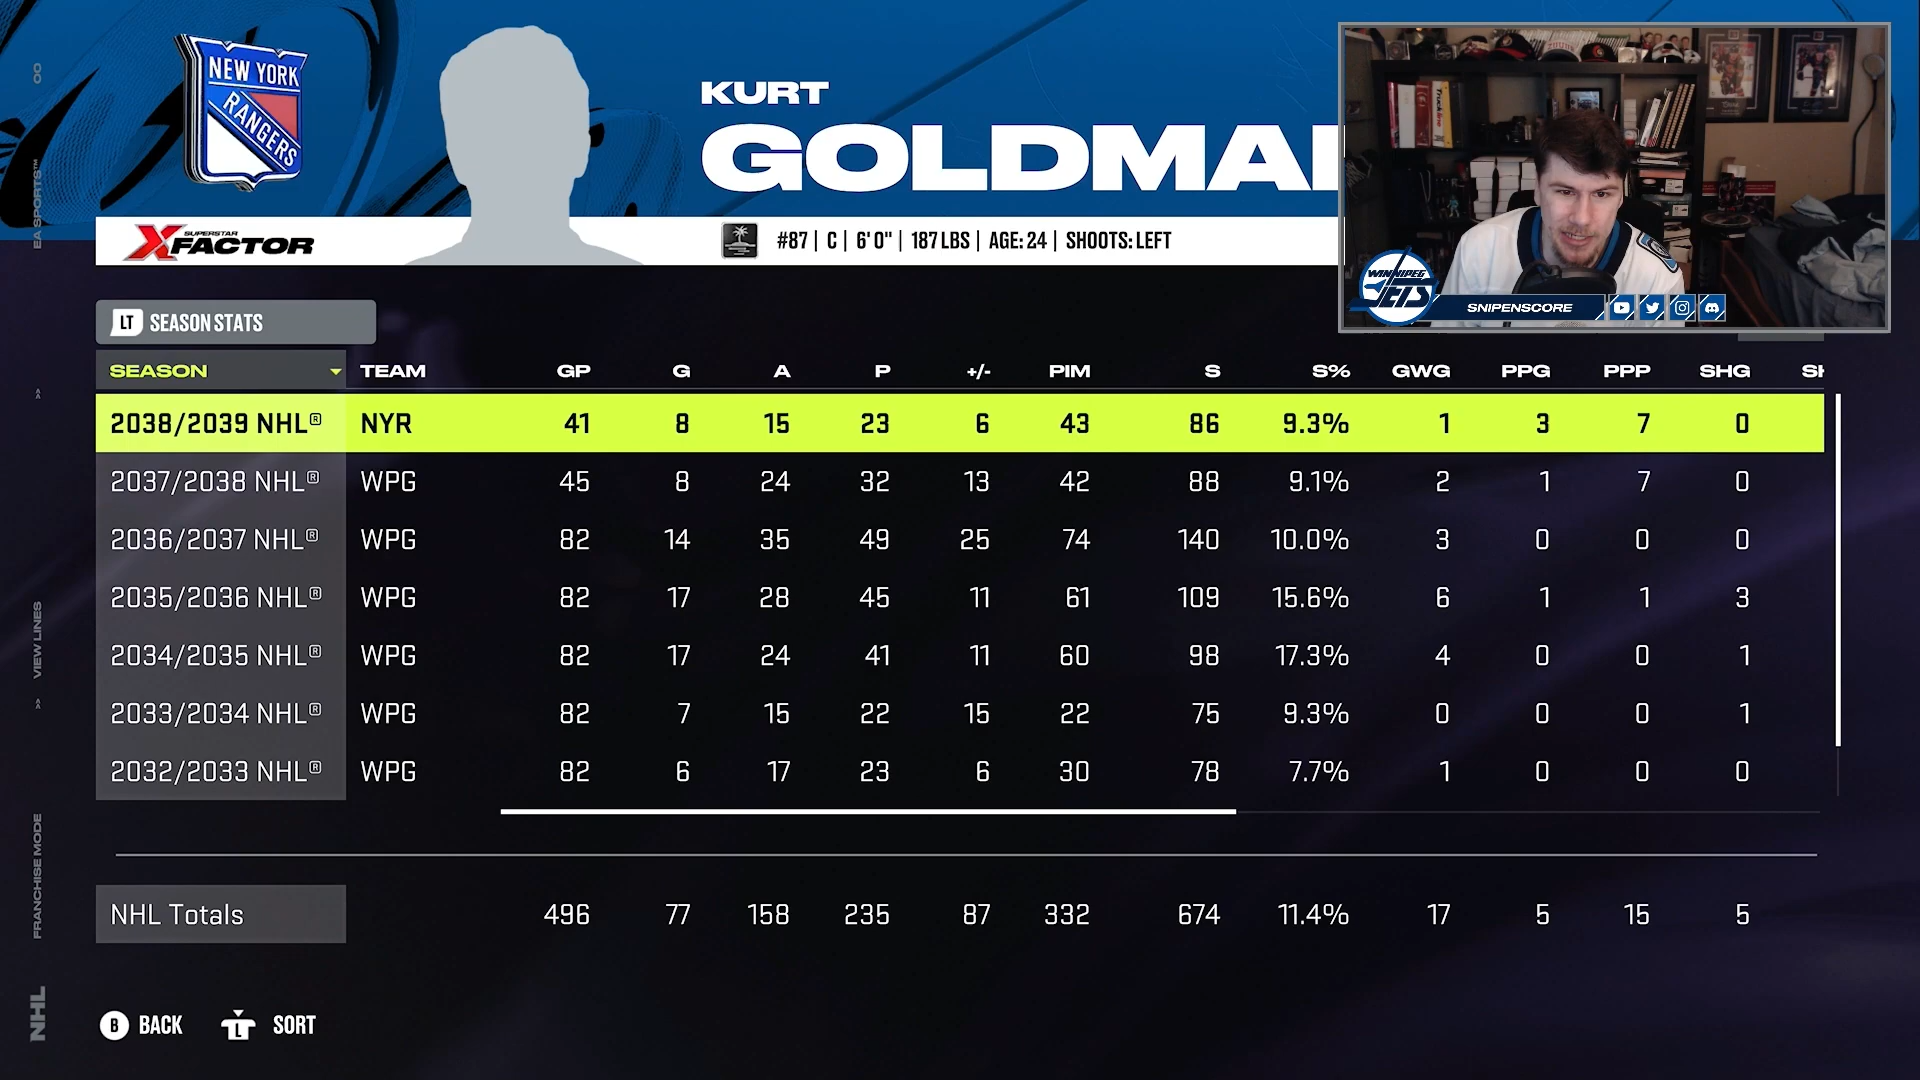 NEW YORK
RANGERS
KURT
GOLDMA
SUPERSTAR
XFACTOR
#87 | C | 6' 0" | 187 LBS | AGE: 24 | SHOOTS: LEFT
WINNIPEG
JETS
SNIPENSCORE
LT SEASON STATS
SEASON TEAM GP G A P +/- PIM S S% GWG PPG PPP SHG
2038/2039 NHL® NYR 41 8 15 23 6 43 86 9.3% 1 3 7 0
2037/2038 NHL® WPG 45 8 24 32 13 42 88 9.1% 2 1 7 0
2036/2037 NHL® WPG 82 14 35 49 25 74 140 10.0% 3 0 0 0
2035/2036 NHL® WPG 82 17 28 45 11 61 109 15.6% 6 1 1 3
2034/2035 NHL® WPG 82 17 24 41 11 60 98 17.3% 4 0 0 1
2033/2034 NHL® WPG 82 7 15 22 15 22 75 9.3% 0 0 0 1
2032/2033 NHL® WPG 82 6 17 23 6 30 78 7.7% 1 0 0 0
NHL Totals 496 77 158 235 87 332 674 11.4% 17 5 15 5
B BACK L SORT
EA SPORTS™
VIEW LINES
FRANCHISE MODE
NHL